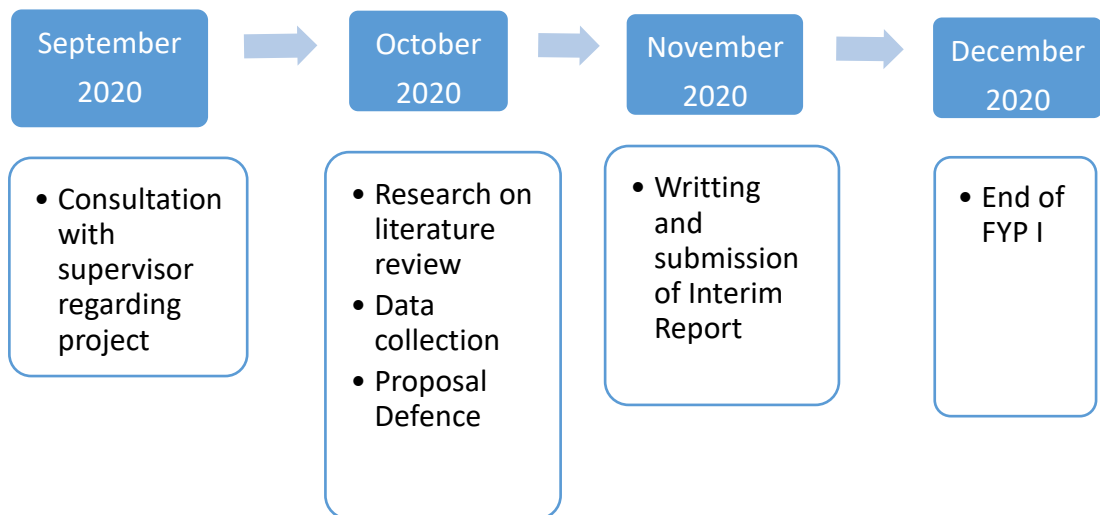 September
2020
October
2020
November
2020
December
2020
• Consultation
with
supervisor
regarding
project
• Research on
literature
review
• Data
collection
• Proposal
Defence
• Writting
and
submission
of Interim
Report
• End of
FYP I